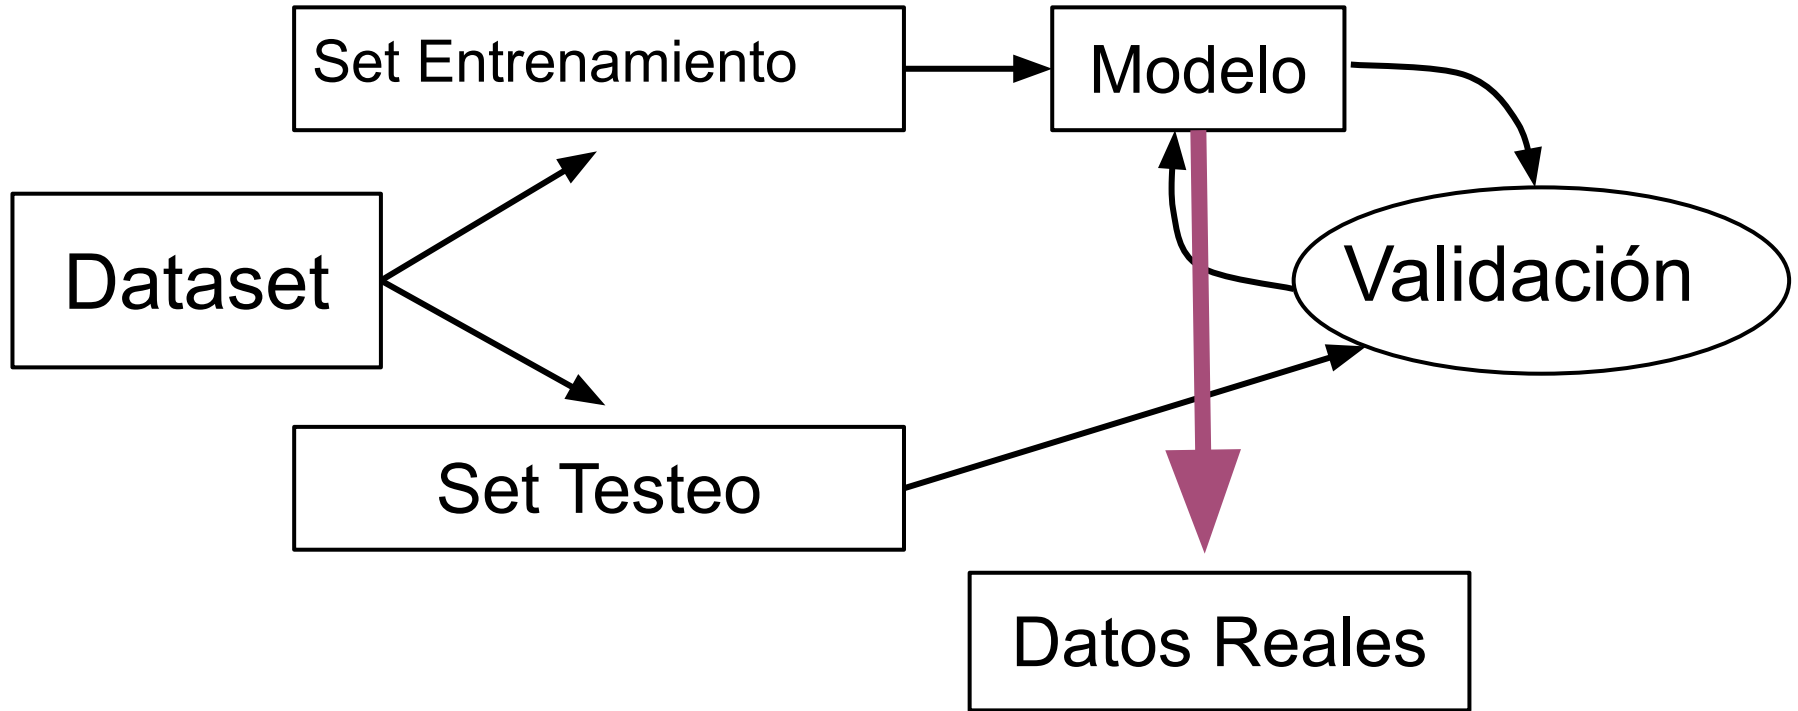 Set Entrenamiento
Modelo
Dataset
Validación
Set Testeo
Datos Reales